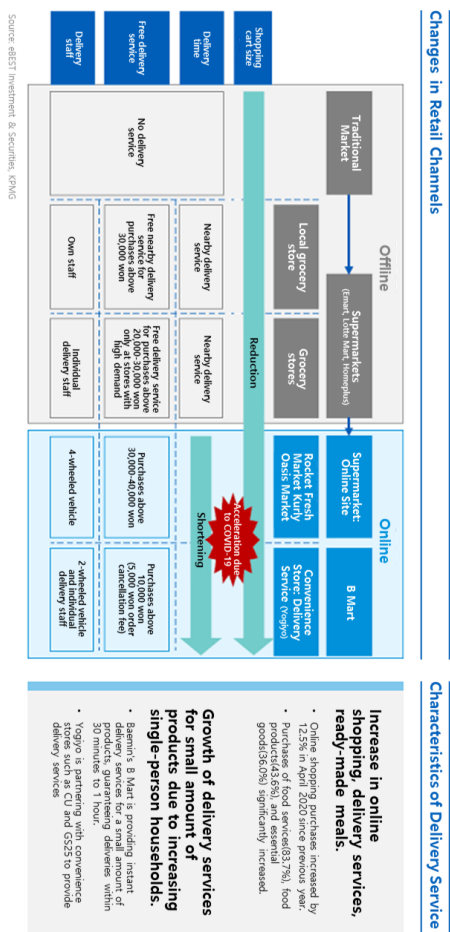 Changes in Retail Channels
Offline
Online
Traditional
Market
Supermarkets
(Emart, Lotte Mart, Homeplus)
Supermarket:
Online Site
B Mart
Local grocery
store
Grocery
stores
Rocket Fresh
Market Kurly
Oasis Market
Convenience
Store: Delivery
Service (Yogiyo)
Shopping
cart size
Reduction
Acceleration due
to COVID-19
Delivery
time
No delivery
service
Nearby delivery
service
Nearby delivery
service
Shortening
Free delivery
service
Free nearby delivery
service for
purchases above
30,000 won
Free delivery service
for purchases above
20,000~30,000 won
only at stores with
high demand
Purchases above
30,000-40,000 won
Purchases above
10,000 won
(5,000 won order
cancellation fee)
Delivery
staff
Own staff
Individual
delivery staff
4-wheeled vehicle
2-wheeled vehicle
and individual
delivery staff
Source: eBEST Investment & Securities, KPMG
Characteristics of Delivery Service
Increase in online
shopping, delivery services,
ready-made meals.
• Online shopping purchases increased by
12.5% in April 2020 since previous year.
• Purchases of food services(83.7%), food
products(43.6%), and essential
goods(36.0%) significantly increased.
Growth of delivery services
for small amount of
products due to increasing
single-person households.
• Baemin's B Mart is providing instant
delivery services for a small amount of
products, guaranteeing deliveries within
30 minutes to 1 hour.
• Yogiyo is partnering with convenience
stores such as CU and GS25 to provide
delivery services